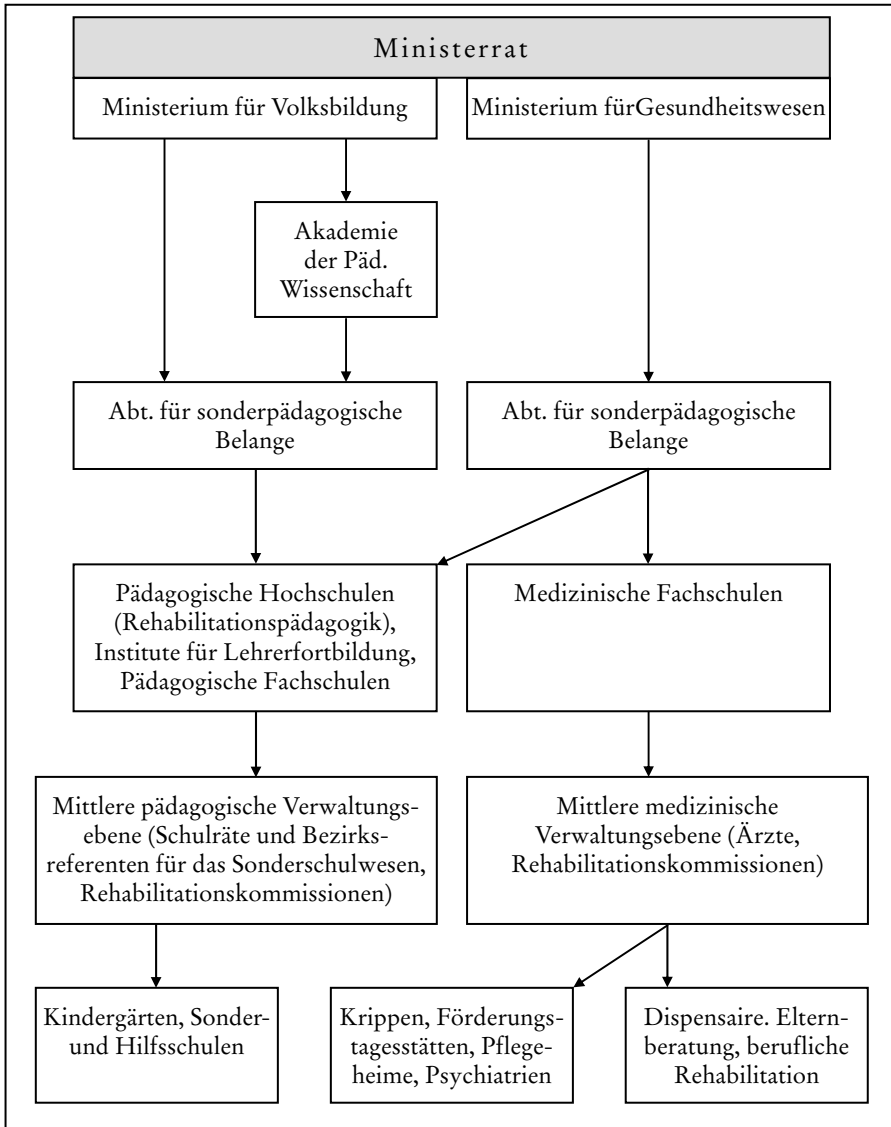 Ministerrat
Ministerium für Volksbildung
Ministerium fürGesundheitswesen
Akademie
der Päd.
Wissenschaft
Abt. für sonderpädagogische
Belange
Abt. für sonderpädagogische
Belange
Pädagogische Hochschulen
(Rehabilitationspädagogik),
Institute für Lehrerfortbildung,
Pädagogische Fachschulen
Medizinische Fachschulen
Mittlere pädagogische Verwaltungs-
ebene (Schulräte und Bezirks-
referenten für das Sonderschulwesen,
Rehabilitationskommissionen)
Mittlere medizinische
Verwaltungsebene (Ärzte,
Rehabilitationskommissionen)
Kindergärten, Sonder-
und Hilfsschulen
Krippen, Förderungs-
tagesstätten, Pflege-
heime, Psychiatrien
Dispensaire. Eltern-
beratung, berufliche
Rehabilitation